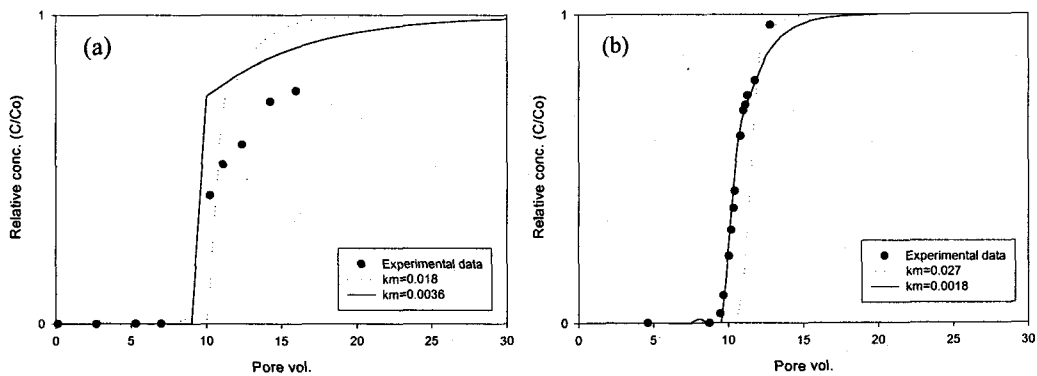 (a)
1
Relative conc. (C/Co)
0
Experimental data
km=0.018
km=0.0036
0 5 10 15 20 25 30
Pore vol.
(b)
1
Relative conc. (C/Co)
0
Experimental data
km=0.027
km=0.0018
0 5 10 15 20 25 30
Pore vol.